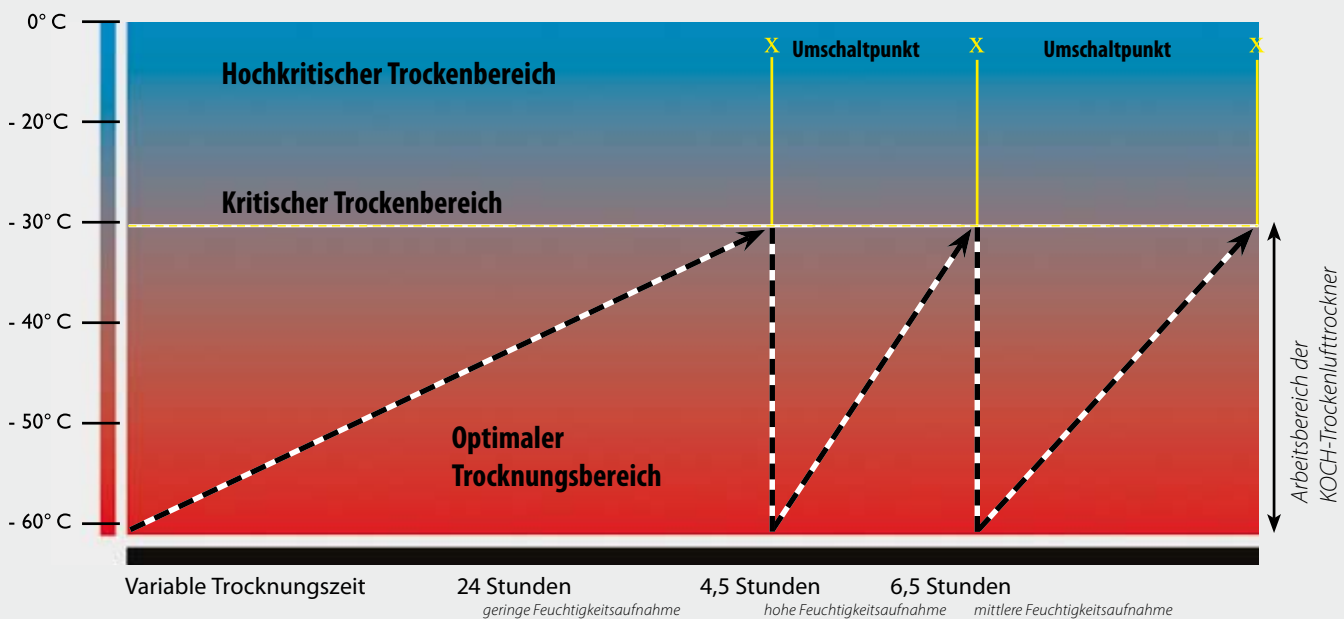 0° C
X Umschaltpunkt X Umschaltpunkt X
Hochkritischer Trockenbereich
- 20°C
Kritischer Trockenbereich
- 30° C
- 40° C
- 50° C
Optimaler
Trocknungsbereich
- 60° C
Arbeitsbereich der
KOCH-Trockenlufttrockner
Variable Trocknungszeit 24 Stunden 4,5 Stunden 6,5 Stunden
geringe Feuchtigkeitsaufnahme hohe Feuchtigkeitsaufnahme mittlere Feuchtigkeitsaufnahme